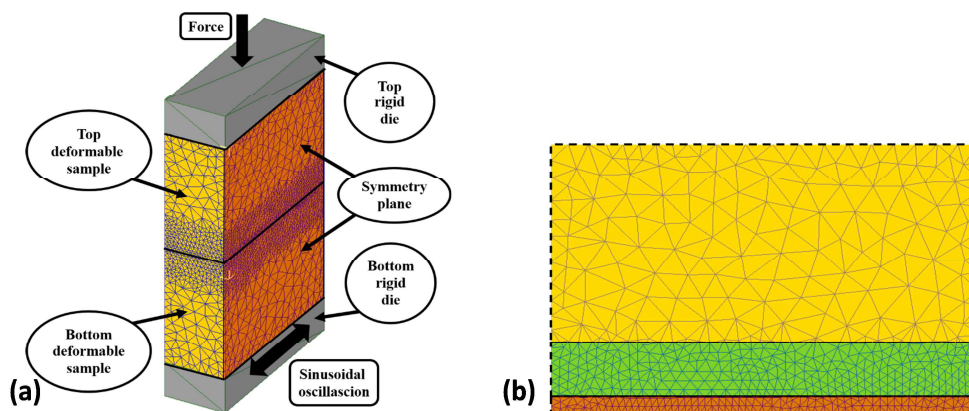 Force
Top
rigid
die
Top
deformable
sample
Symmetry
plane
Bottom
rigid
die
Bottom
deformable
sample
Sinusoidal
oscillascion
(a)
(b)